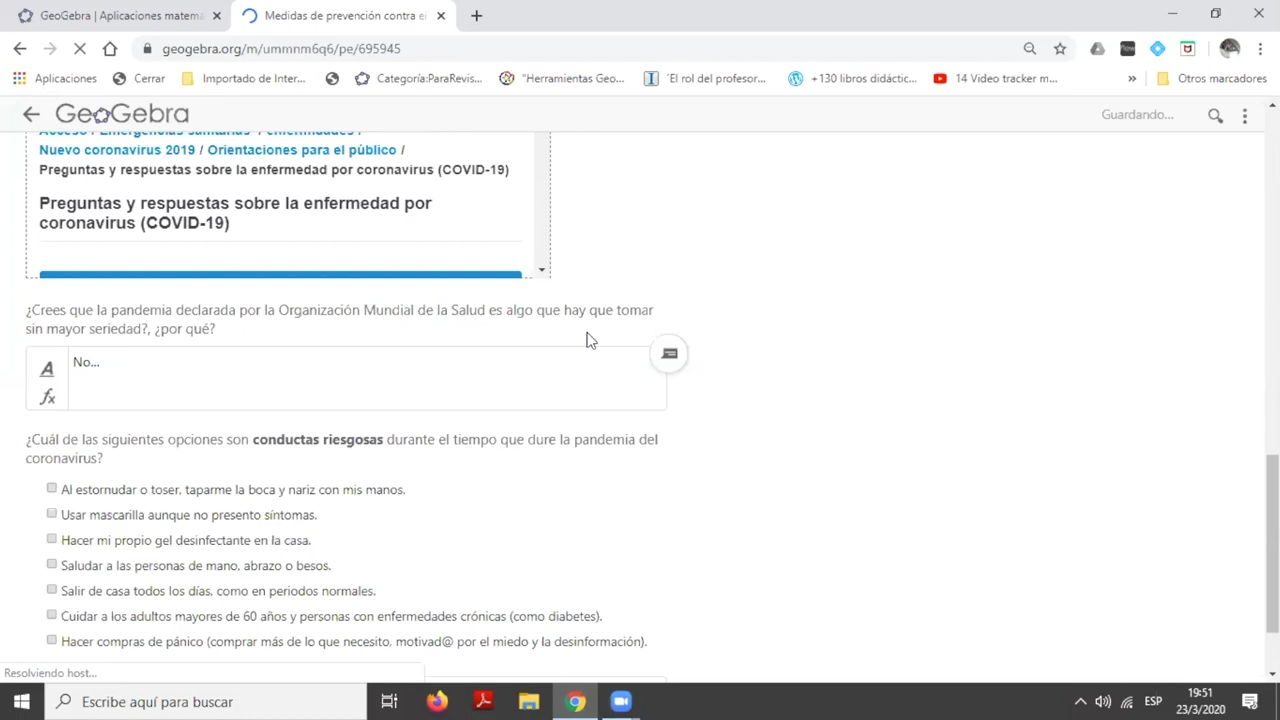 GeoGebra | Aplicaciones matema
Medidas de prevención contra e
geogebra.org/m/ummnm6q6/pe/695945
Aplicaciones
Cerrar
Importado de Inter...
Categoría:ParaRevis...
"Herramientas Geo...
´El rol del profesor...
+130 libros didáctic...
14 Video tracker m...
»
Otros marcadores
GeoGebra
Guardando...
Acceso / Emergencias sanitarias / enfermedades /
Nuevo coronavirus 2019 / Orientaciones para el público /
Preguntas y respuestas sobre la enfermedad por coronavirus (COVID-19)
Preguntas y respuestas sobre la enfermedad por
coronavirus (COVID-19)
¿Crees que la pandemia declarada por la Organización Mundial de la Salud es algo que hay que tomar
sin mayor seriedad?, ¿por qué?
A
No...
fx
¿Cuál de las siguientes opciones son conductas riesgosas durante el tiempo que dure la pandemia del
coronavirus?
Al estornudar o toser, taparme la boca y nariz con mis manos.
Usar mascarilla aunque no presento síntomas.
Hacer mi propio gel desinfectante en la casa.
Saludar a las personas de mano, abrazo o besos.
Salir de casa todos los días, como en periodos normales.
Cuidar a los adultos mayores de 60 años y personas con enfermedades crónicas (como diabetes).
Hacer compras de pánico (comprar más de lo que necesito, motivad@ por el miedo y la desinformación).
Resolviendo host...
Escribe aquí para buscar
ESP
19:51
23/3/2020